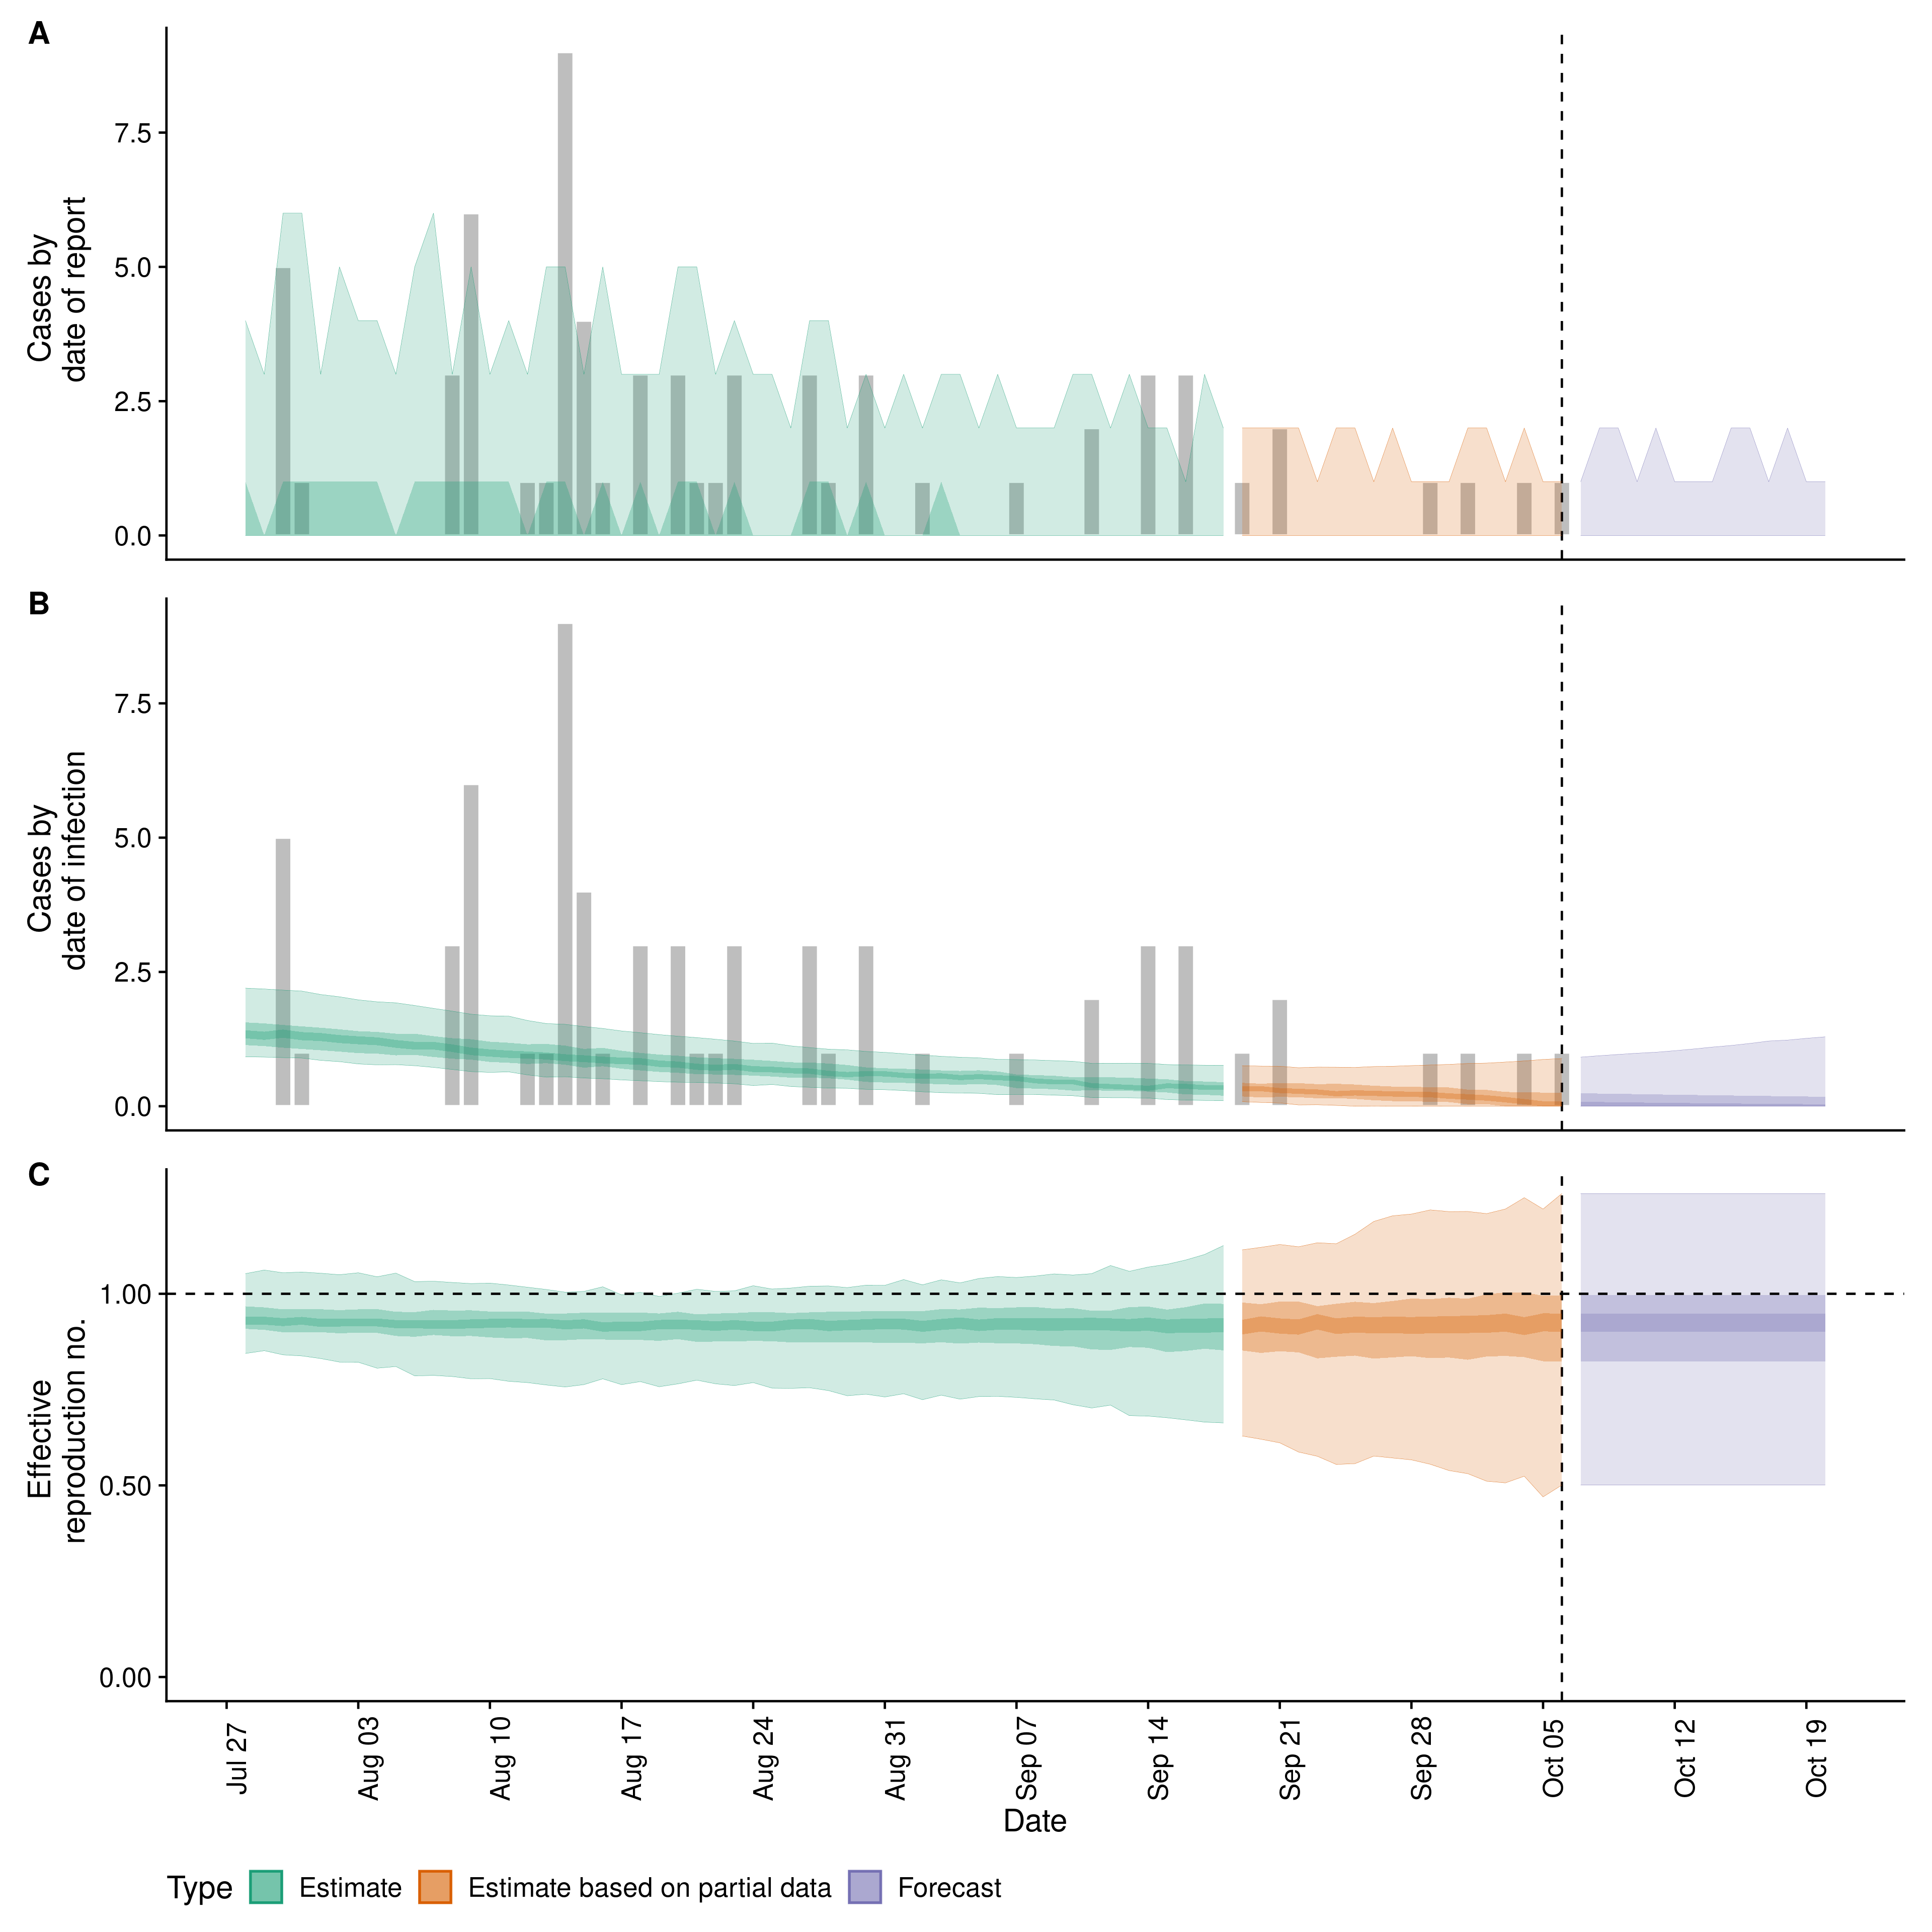 A
Cases by
date of report
7.5
5.0
2.5
0.0
B
Cases by
date of infection
7.5
5.0
2.5
0.0
C
Effective
reproduction no.
1.00
0.50
0.00
Jul 27
Aug 03
Aug 10
Aug 17
Aug 24
Aug 31
Sep 07
Sep 14
Sep 21
Sep 28
Oct 05
Oct 12
Oct 19
Date
Type Estimate Estimate based on partial data Forecast